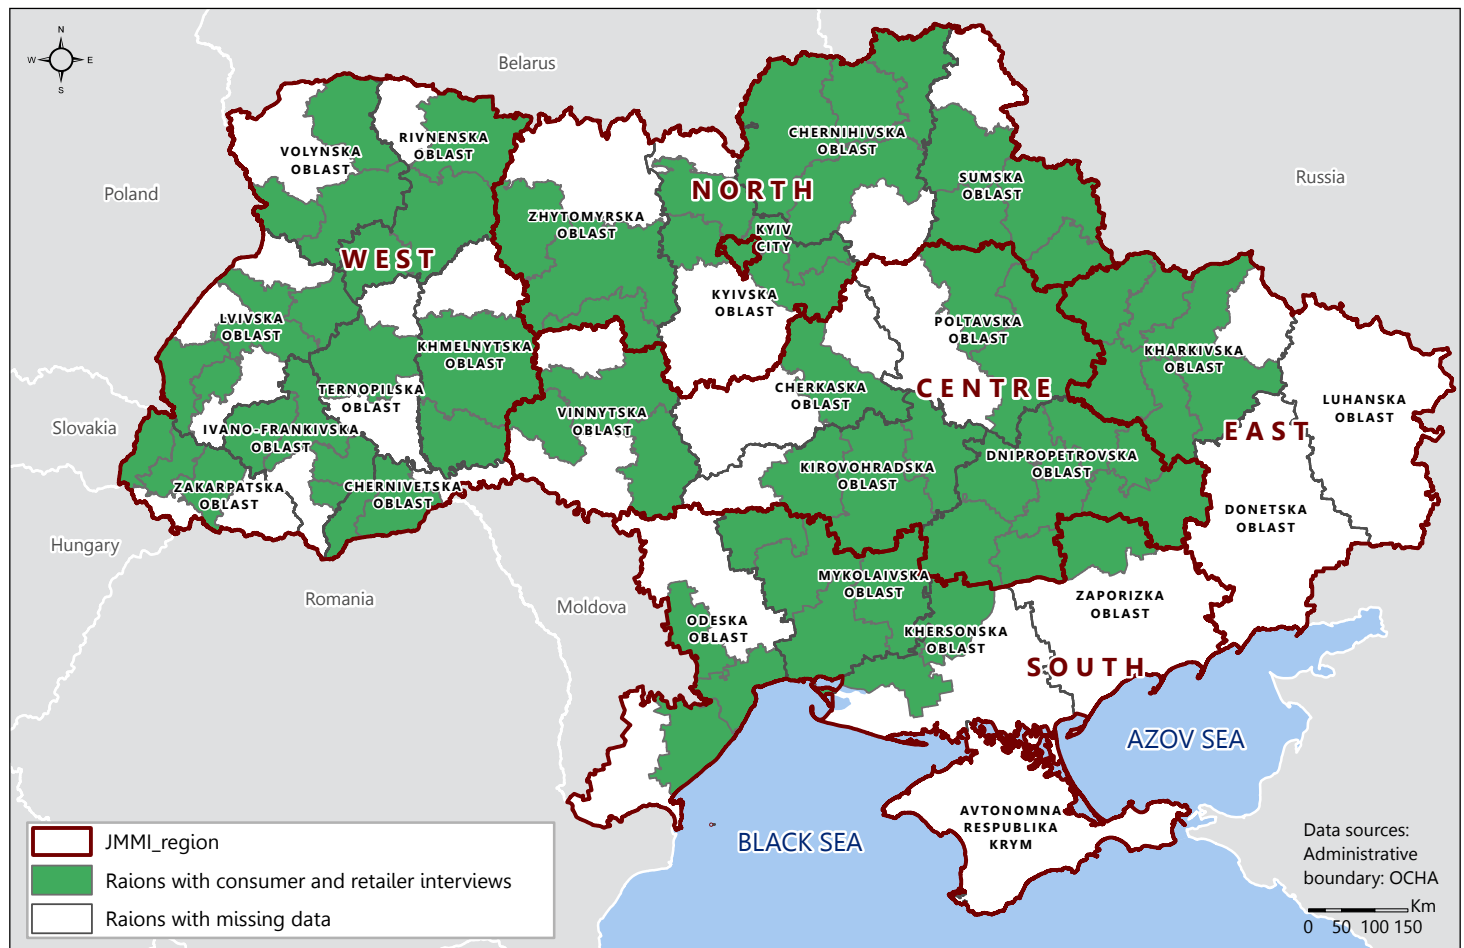 N
W
E
S
Belarus
Poland
Russia
Slovakia
Hungary
Romania
Moldova
VOLYNSKA
OBLAST
RIVNENSKA
OBLAST
CHERNIHIVSKA
OBLAST
SUMSKA
OBLAST
NORTH
ZHYTOMYRSKA
OBLAST
KYIV
CITY
WEST
KYIVSKA
OBLAST
LVIVSKA
OBLAST
KHMELNYTSKA
OBLAST
POLTAVSKA
OBLAST
KHARKIVSKA
OBLAST
TERNOPILSKA
OBLAST
CHERKASKA
OBLAST
CENTRE
LUHANSKA
OBLAST
VINNYTSKA
OBLAST
IVANO-FRANKIVSKA
OBLAST
EAST
KIROVOHRADSKA
OBLAST
DNIPROPETROVSKA
OBLAST
ZAKARPATSKA
OBLAST
CHERNIVETSKA
OBLAST
DONETSKA
OBLAST
MYKOLAIVSKA
OBLAST
ZAPORIZKA
OBLAST
ODESKA
OBLAST
KHERSONSKA
OBLAST
SOUTH
AZOV SEA
BLACK SEA
AVTONOMNA
RESPUBLIKA
KRYM
JMMI_region
Raions with consumer and retailer interviews
Raions with missing data
Data sources:
Administrative
boundary: OCHA
Km
0 50 100 150